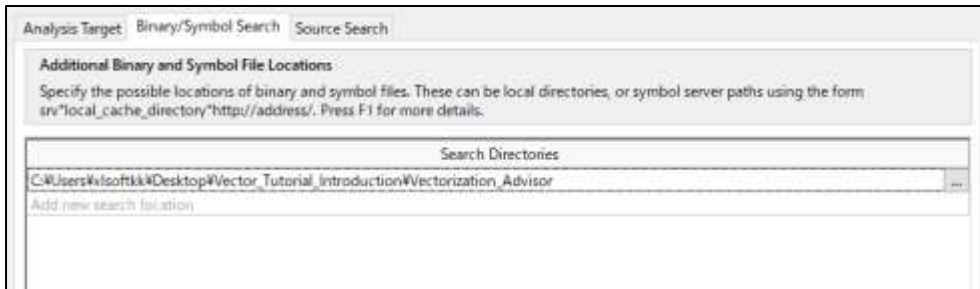 Analysis Target Binary/Symbol Search Source Search
Additional Binary and Symbol File Locations
Specify the possible locations of binary and symbol files. These can be local directories, or symbol server paths using the form
srv*local_cache_directory*http://address/. Press F1 for more details.
Search Directories
C:¥Users¥xlsoftkk¥Desktop¥Vector_Tutorial_Introduction¥Vectorization_Advisor
...
Add new search location